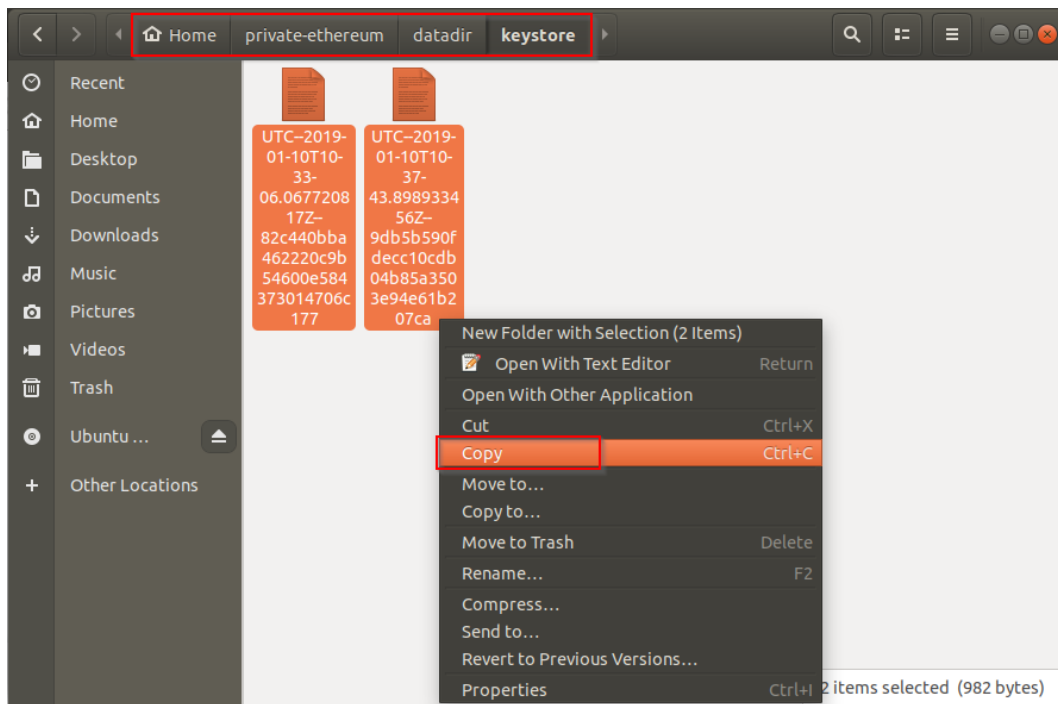 Home private-ethereum datadir keystore
Recent
Home
Desktop
Documents
Downloads
Music
Pictures
Videos
Trash
Ubuntu ...
Other Locations
UTC--2019-
01-10T10-
33-
06.0677208
17Z--
82c440bba
462220c9b
54600e584
373014706c
177
UTC--2019-
01-10T10-
37-
43.8989334
56Z--
9db5b590f
decc10cdb
04b85a350
3e94e61b2
07ca
New Folder with Selection (2 Items)
Open With Text Editor Return
Open With Other Application
Cut Ctrl+X
Copy Ctrl+C
Move to...
Copy to...
Move to Trash Delete
Rename... F2
Compress...
Send to...
Revert to Previous Versions...
Properties Ctrl+I
2 items selected (982 bytes)